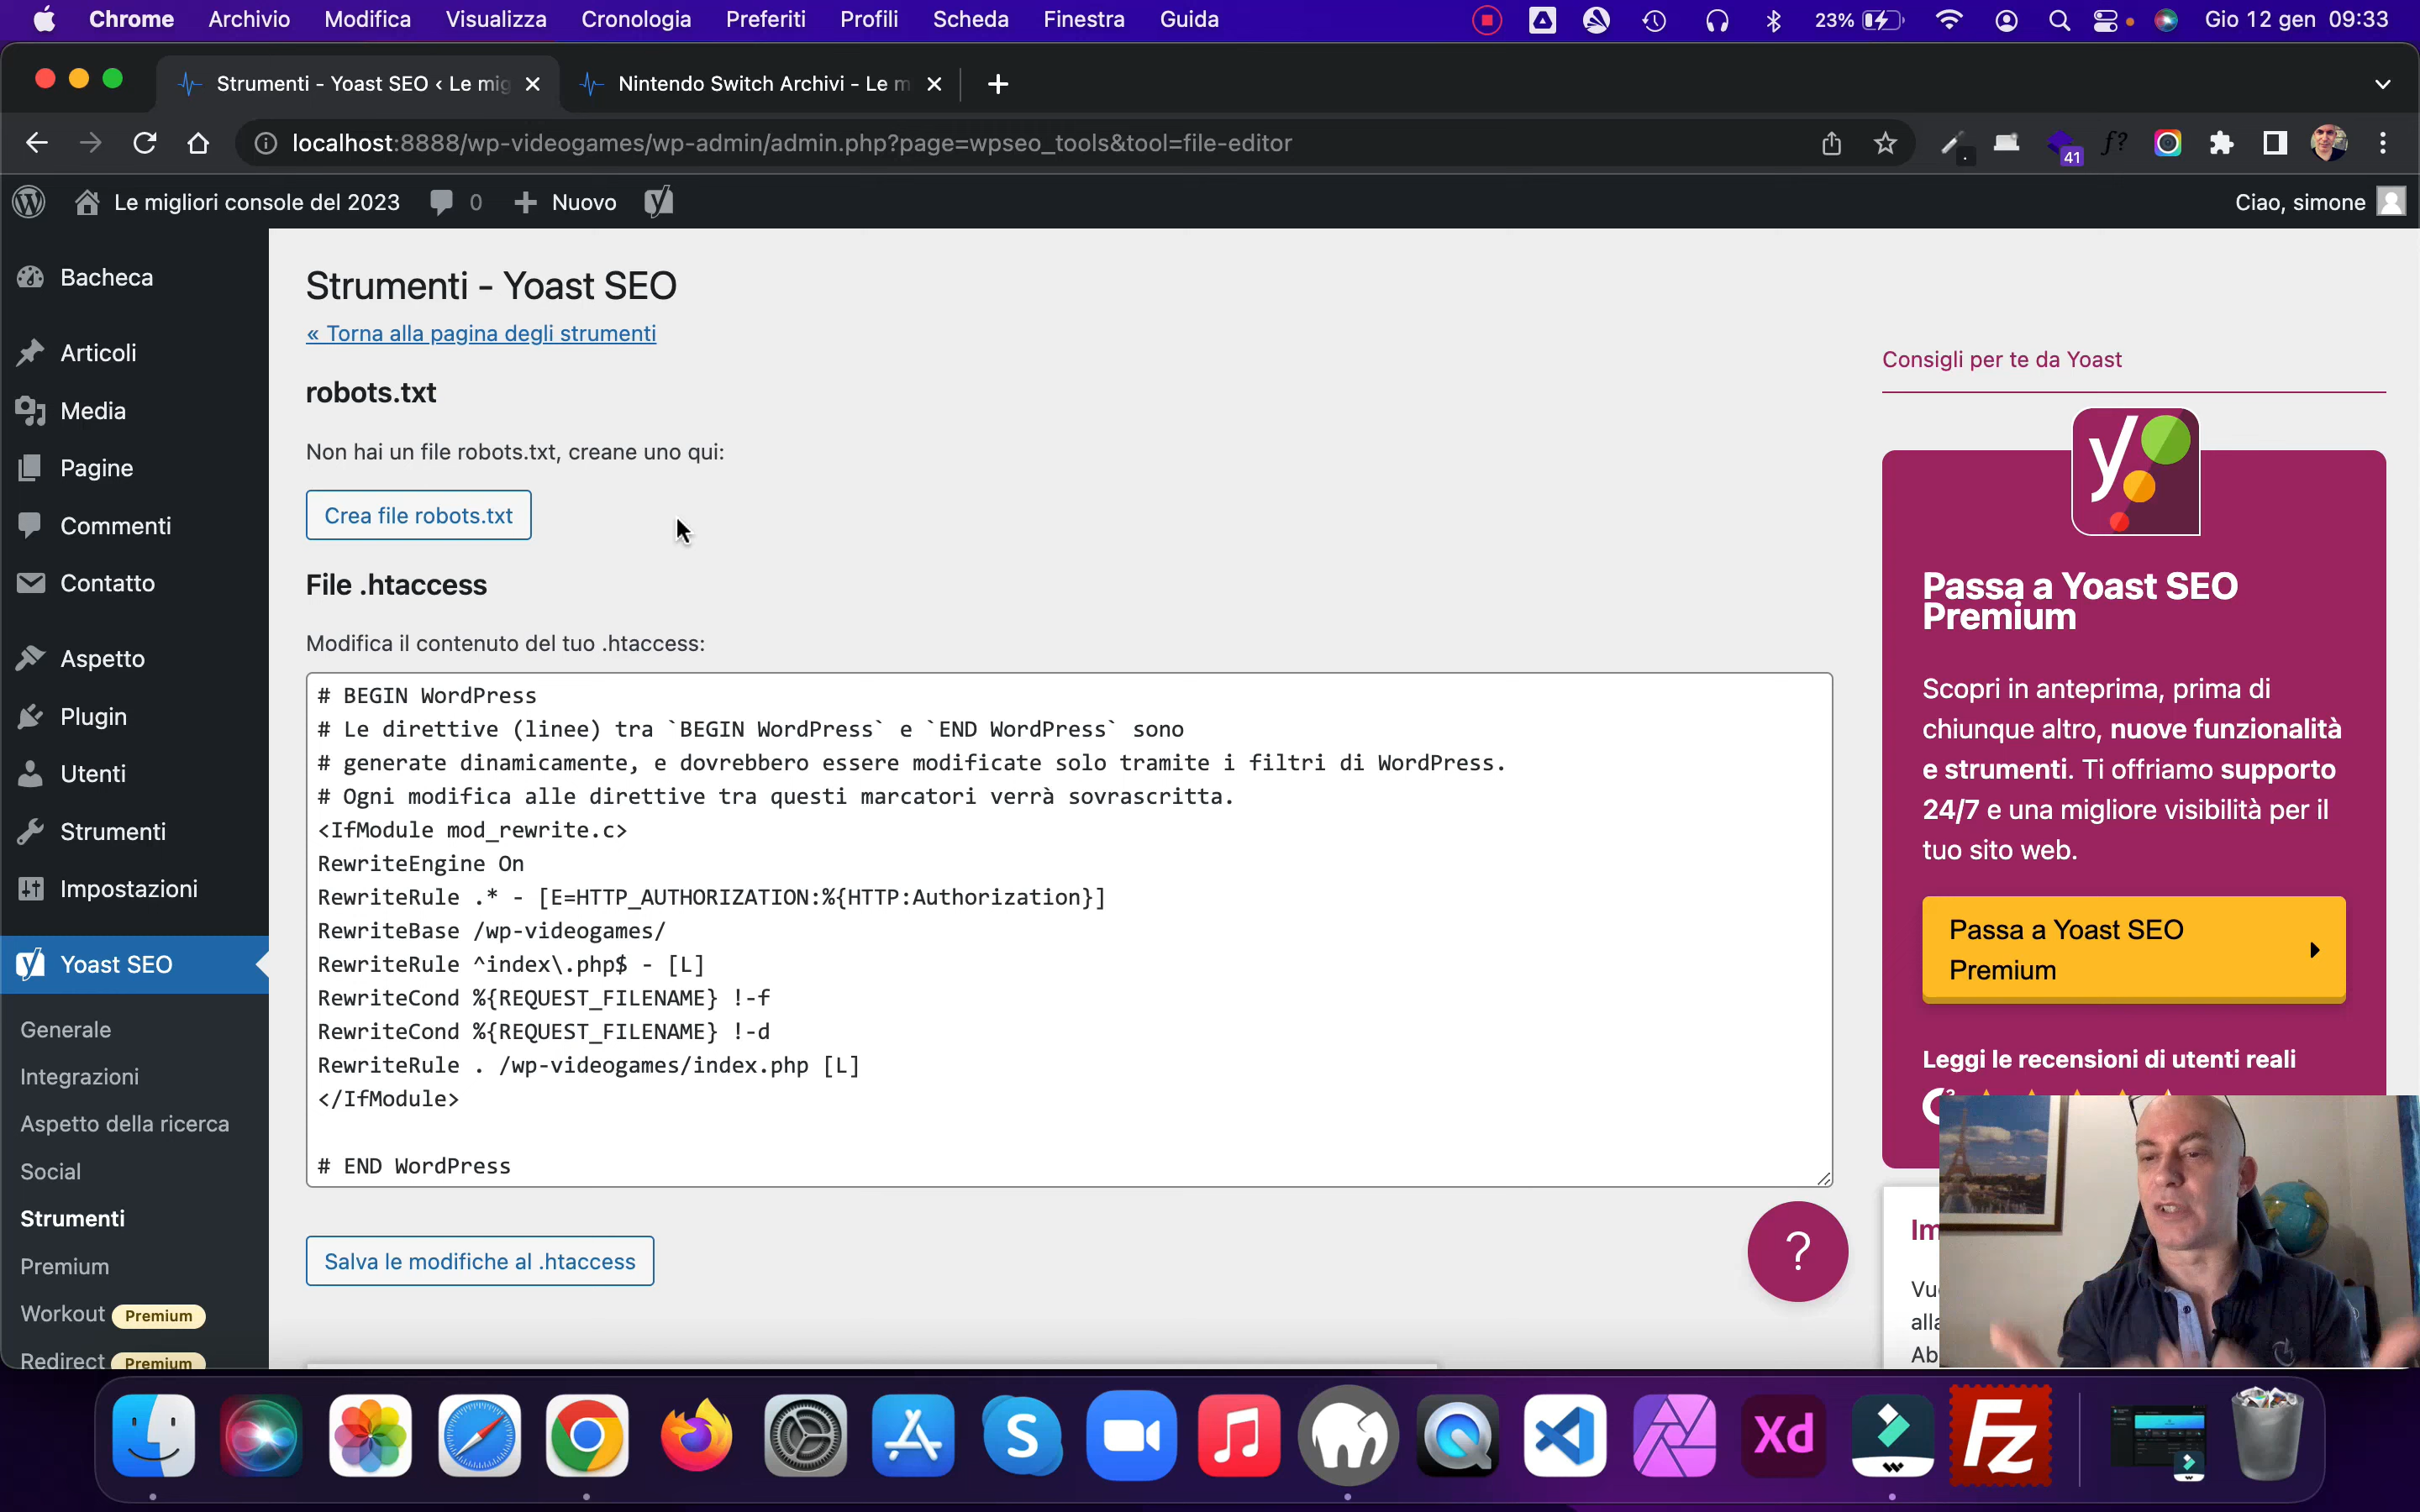 Chrome Archivio Modifica Visualizza Cronologia Preferiti Profili Scheda Finestra Guida 23% Gio 12 gen 09:33
Strumenti - Yoast SEO ‹ Le mig
Nintendo Switch Archivi - Le m
localhost:8888/wp-videogames/wp-admin/admin.php?page=wpseo_tools&tool=file-editor
f?
41
Le migliori console del 2023 0 Nuovo
Ciao, simone
Bacheca
Articoli
Media
Pagine
Commenti
Contatto
Aspetto
Plugin
Utenti
Strumenti
Impostazioni
Yoast SEO
Generale
Integrazioni
Aspetto della ricerca
Social
Strumenti
Premium
Workout Premium
Redirect Premium
Strumenti - Yoast SEO
« Torna alla pagina degli strumenti
robots.txt
Non hai un file robots.txt, creane uno qui:
Crea file robots.txt
File .htaccess
Modifica il contenuto del tuo .htaccess:
# BEGIN WordPress
# Le direttive (linee) tra `BEGIN WordPress` e `END WordPress` sono
# generate dinamicamente, e dovrebbero essere modificate solo tramite i filtri di WordPress.
# Ogni modifica alle direttive tra questi marcatori verrà sovrascritta.
<IfModule mod_rewrite.c>
RewriteEngine On
RewriteRule .* - [E=HTTP_AUTHORIZATION:%{HTTP:Authorization}]
RewriteBase /wp-videogames/
RewriteRule ^index\.php$ - [L]
RewriteCond %{REQUEST_FILENAME} !-f
RewriteCond %{REQUEST_FILENAME} !-d
RewriteRule . /wp-videogames/index.php [L]
</IfModule>
# END WordPress
Salva le modifiche al .htaccess
?
Consigli per te da Yoast
y
Passa a Yoast SEO
Premium
Scopri in anteprima, prima di
chiunque altro, nuove funzionalità
e strumenti. Ti offriamo supporto
24/7 e una migliore visibilità per il
tuo sito web.
Passa a Yoast SEO
Premium
Leggi le recensioni di utenti reali
Im
Vu
alla
Ab
S
Xd
Fz